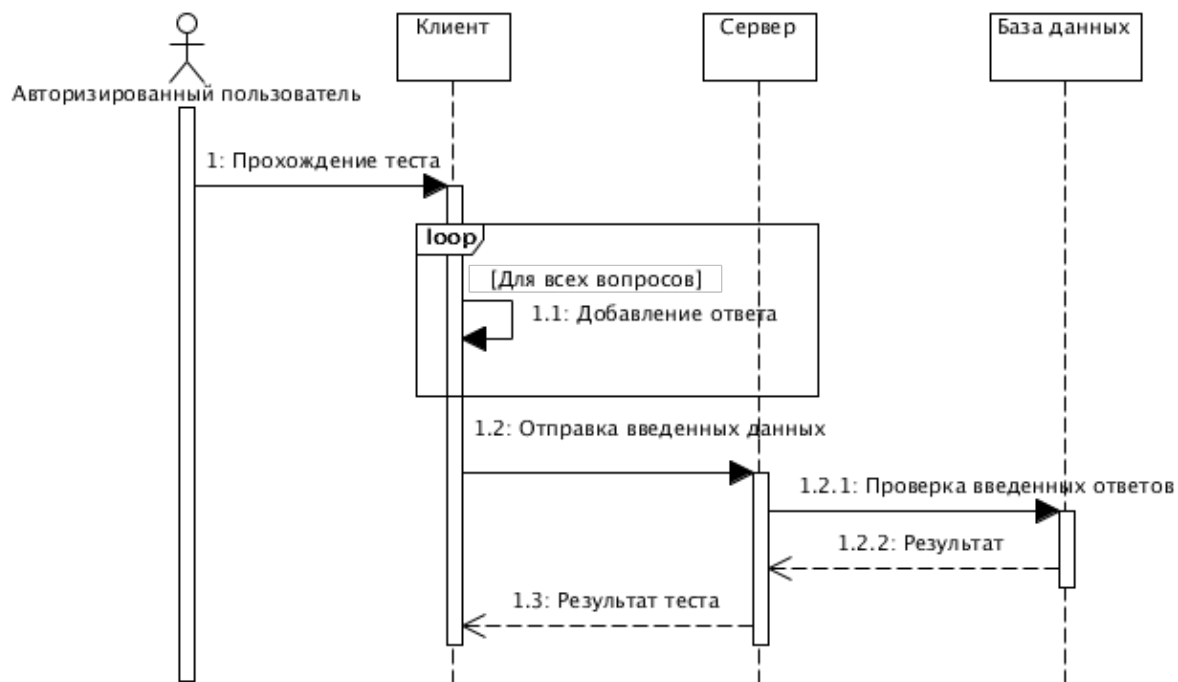 Клиент
Сервер
База данных
Авторизированный пользователь
1: Прохождение теста
loop
[Для всех вопросов]
1.1: Добавление ответа
1.2: Отправка введенных данных
1.2.1: Проверка введенных ответов
1.2.2: Результат
1.3: Результат теста